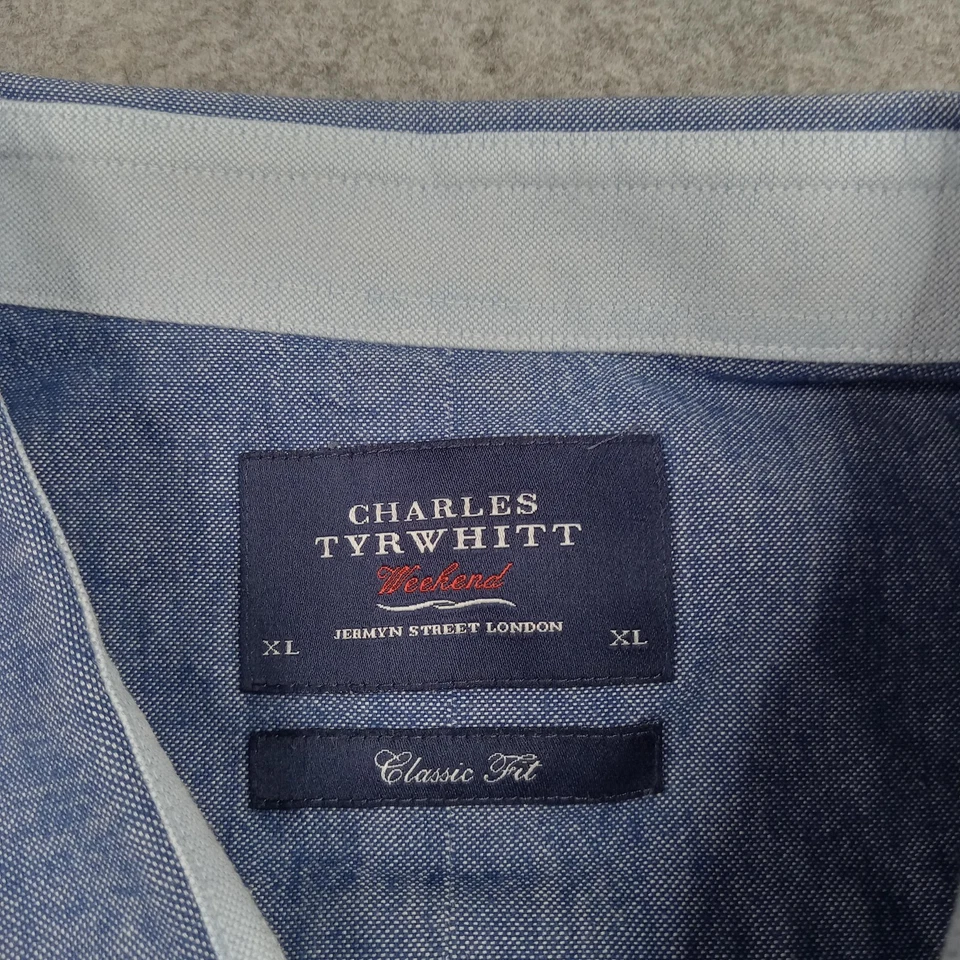 CHARLES
TYRWHITT
Weekend
JERMYN STREET LONDON
XL XL
Classic Fit